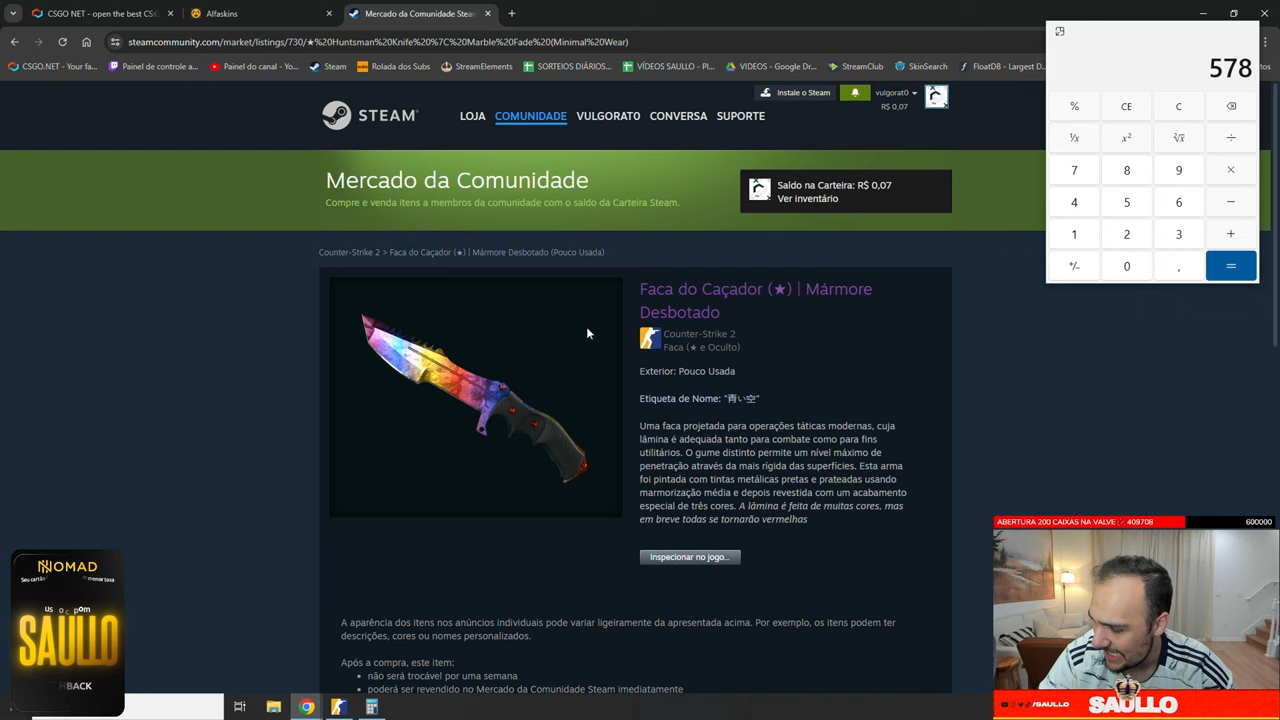 CSGO.NET - open the best CS:
Alfaskins
Mercado da Comunidade Steam
steamcommunity.com/market/listings/730/★%20Huntsman%20Knife%20%7C%20Marble%20Fade%20(Minimal%20Wear)
CSGO.NET - Your fa...
Painel de controle a...
Painel do canal - Yo...
Steam
Rolada dos Subs
StreamElements
SORTEIOS DIÁRIOS...
VÍDEOS SAULLO - Pl...
VIDEOS - Google Dr...
StreamClub
SkinSearch
FloatDB - Largest D...
578
% CE C
¹/x x² ²√x ÷
7 8 9 ×
4 5 6 −
1 2 3 +
+/− 0 , =
STEAM
Instale o Steam
vulgorat0
R$ 0,07
LOJA COMUNIDADE VULGORAT0 CONVERSA SUPORTE
Mercado da Comunidade
Compre e venda itens a membros da comunidade com o saldo da Carteira Steam.
Saldo na Carteira: R$ 0,07
Ver inventário
Counter-Strike 2 > Faca do Caçador (★) | Mármore Desbotado (Pouco Usada)
Faca do Caçador (★) | Mármore
Desbotado
Counter-Strike 2
Faca (★ e Oculto)
Exterior: Pouco Usada
Etiqueta de Nome: "青い空"
Uma faca projetada para operações táticas modernas, cuja
lâmina é adequada tanto para combate como para fins
utilitários. O gume distinto permite um nível máximo de
penetração através da mais rígida das superfícies. Esta arma
foi pintada com tintas metálicas pretas e prateadas usando
marmorização média e depois revestida com um acabamento
especial de três cores. A lâmina é feita de muitas cores, mas
em breve todas se tornarão vermelhas
Inspecionar no jogo...
A aparência dos itens nos anúncios individuais pode variar ligeiramente da apresentada acima. Por exemplo, os itens podem ter
descrições, cores ou nomes personalizados.
Após a compra, este item:
• não será trocável por uma semana
• poderá ser revendido no Mercado da Comunidade Steam imediatamente
NOMAD
Seu cartão
menor taxa
SAULLO
HBACK
ABERTURA 200 CAIXAS NA VALVE : 409708
600000
/SAULLO
SAULLO